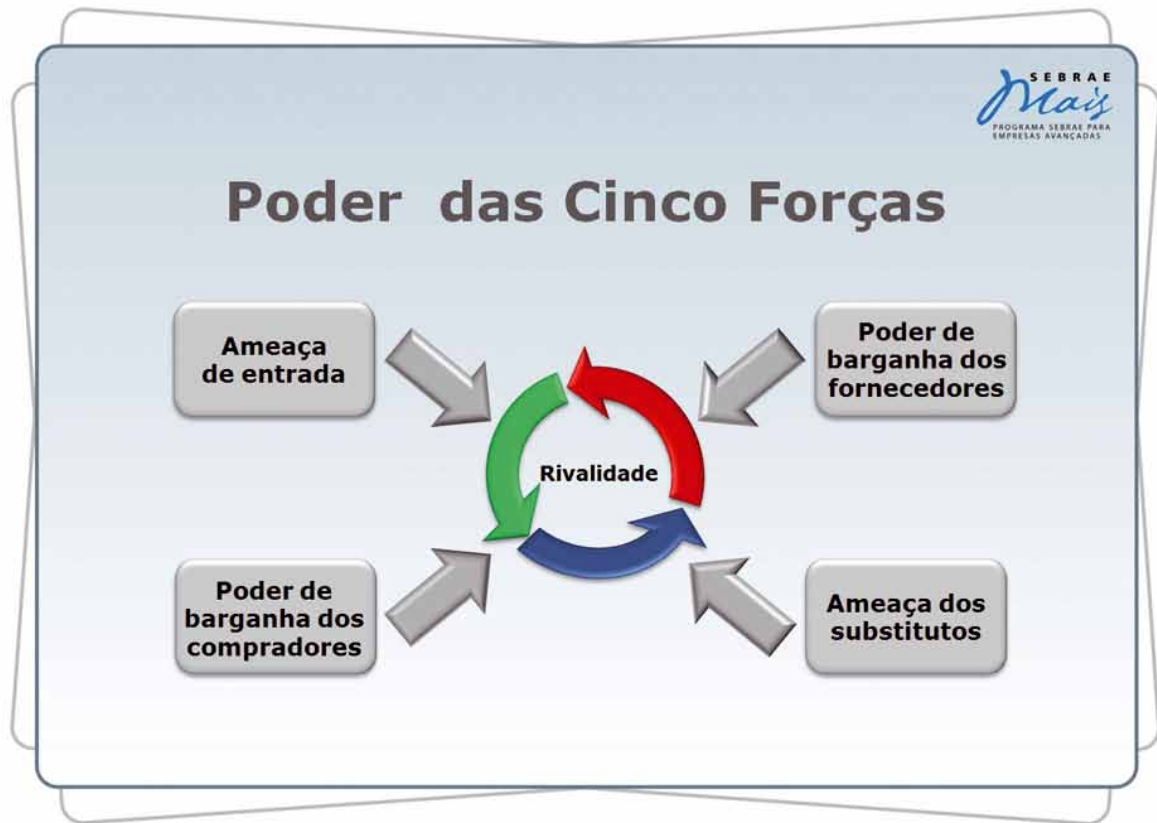 SEBRAE
Mais
PROGRAMA SEBRAE PARA
EMPRESAS AVANÇADAS
Poder das Cinco Forças
Ameaça
de entrada
Poder de
barganha dos
fornecedores
Rivalidade
Poder de
barganha dos
compradores
Ameaça dos
substitutos